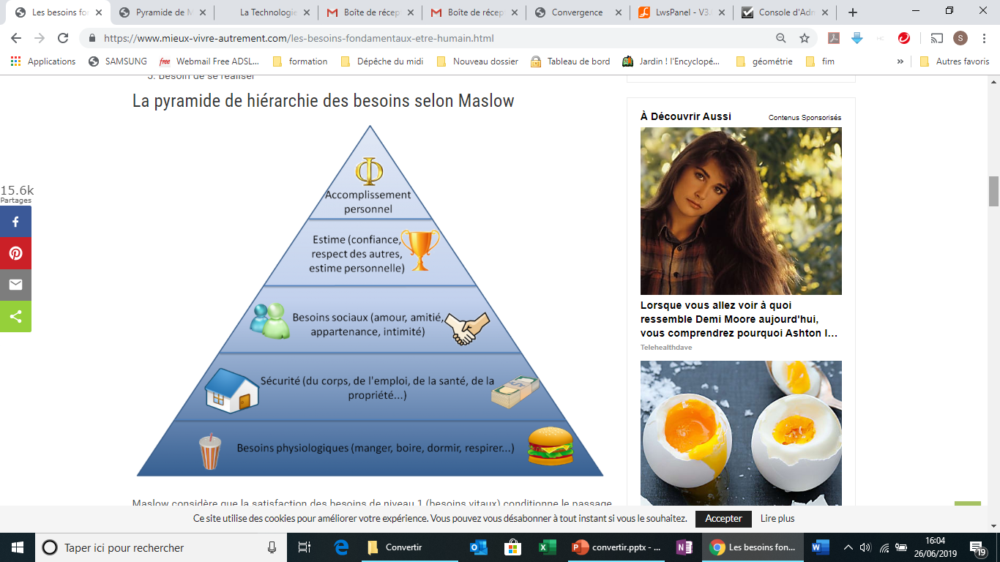 Les besoins fon
Pyramide de M
La Technologie
Boîte de récep
Boîte de récep
Convergence
LwsPanel - V3.
Console d'Adm
https://www.mieux-vivre-autrement.com/les-besoins-fondamentaux-etre-humain.html
S
Applications
SAMSUNG
free
Webmail Free ADSL...
formation
Dépêche du midi
Nouveau dossier
Tableau de bord
Jardin ! l'Encyclopé...
géométrie
fim
»
Autres favoris
5. Besoin de se réaliser
La pyramide de hiérarchie des besoins selon Maslow
15.6k
Partages
Φ
Accomplissement
personnel
Estime (confiance,
respect des autres,
estime personnelle)
Besoins sociaux (amour, amitié,
appartenance, intimité)
Sécurité (du corps, de l'emploi, de la santé, de la
propriété...)
Besoins physiologiques (manger, boire, dormir, respirer...)
Maslow considère que la satisfaction des besoins de niveau 1 (besoins vitaux) conditionne le passage
À Découvrir Aussi
Contenus Sponsorisés
Lorsque vous allez voir à quoi
ressemble Demi Moore aujourd'hui,
vous comprendrez pourquoi Ashton l...
Telehealthdave
Ce site utilise des cookies pour améliorer votre expérience. Vous pouvez vous désabonner à tout instant si vous le souhaitez.
Accepter
Lire plus
Taper ici pour rechercher
Convertir
convertir.pptx - ...
Les besoins fon...
16:04
26/06/2019
19